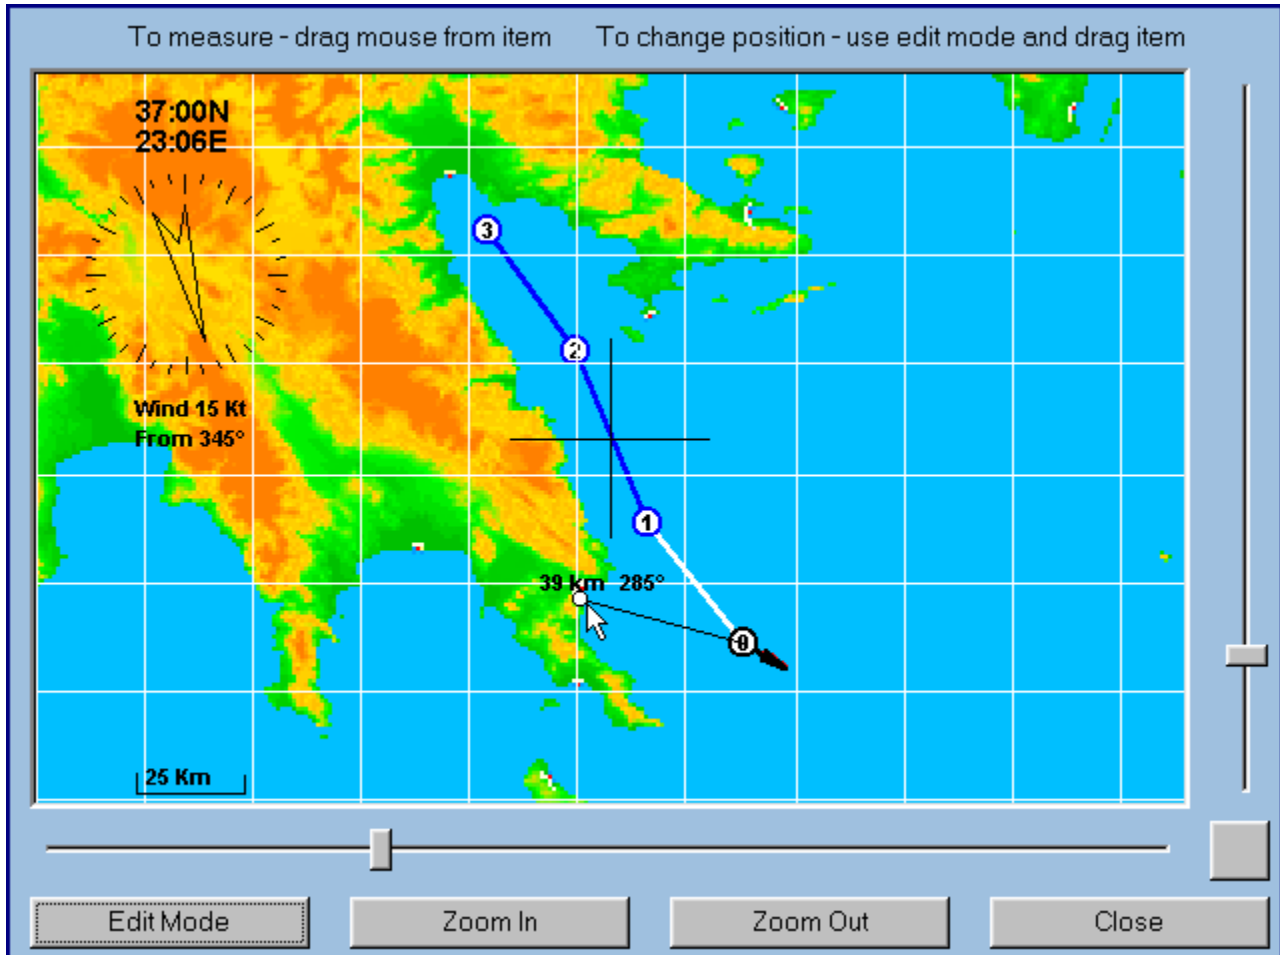 To measure - drag mouse from item To change position - use edit mode and drag item
37:00N
23:06E
3
2
Wind 15 Kt
From 345°
1
39 km 285°
25 Km
Edit Mode Zoom In Zoom Out Close